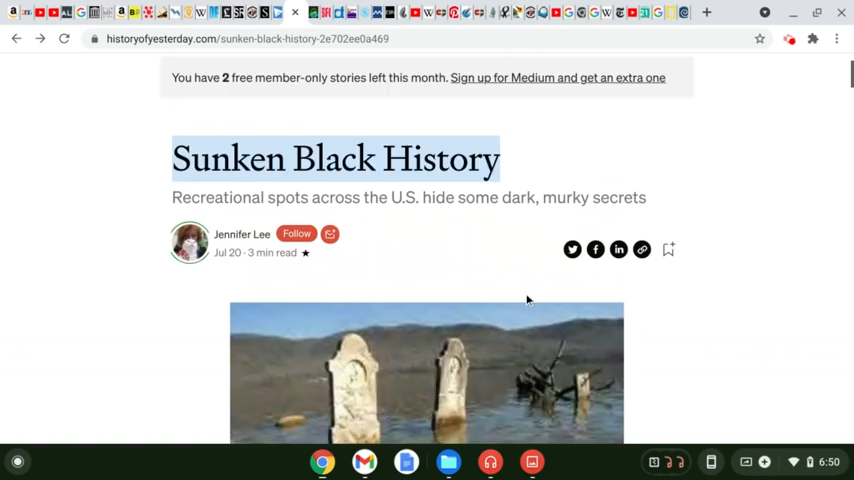 historyofyesterday.com/sunken-black-history-2e702ee0a469
You have 2 free member-only stories left this month. Sign up for Medium and get an extra one
Sunken Black History
Recreational spots across the U.S. hide some dark, murky secrets
Jennifer Lee Follow
Jul 20 · 3 min read ★
6:50